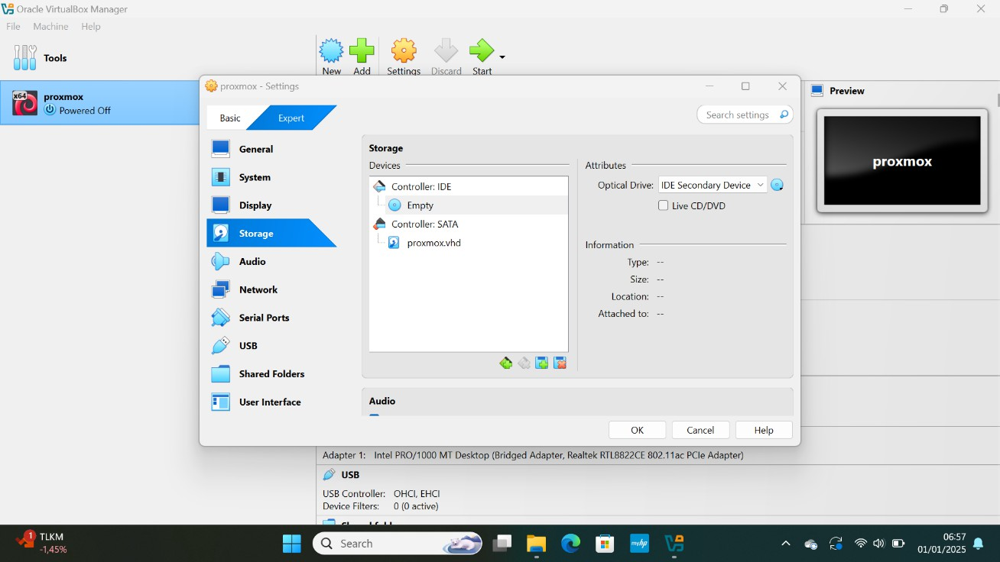 Oracle VirtualBox Manager
File Machine Help
Tools
New Add Settings Discard Start
x64 proxmox
Powered Off
proxmox - Settings
Basic Expert
Search settings
General
System
Display
Storage
Audio
Network
Serial Ports
USB
Shared Folders
User Interface
Storage
Devices
Controller: IDE
Empty
Controller: SATA
proxmox.vhd
Attributes
Optical Drive: IDE Secondary Device
Live CD/DVD
Information
Type: --
Size: --
Location: --
Attached to: --
Audio
OK Cancel Help
Preview
proxmox
Adapter 1: Intel PRO/1000 MT Desktop (Bridged Adapter, Realtek RTL8822CE 802.11ac PCIe Adapter)
USB
USB Controller: OHCI, EHCI
Device Filters: 0 (0 active)
1 TLKM
-1,45%
Search
myhp
06:57
01/01/2025